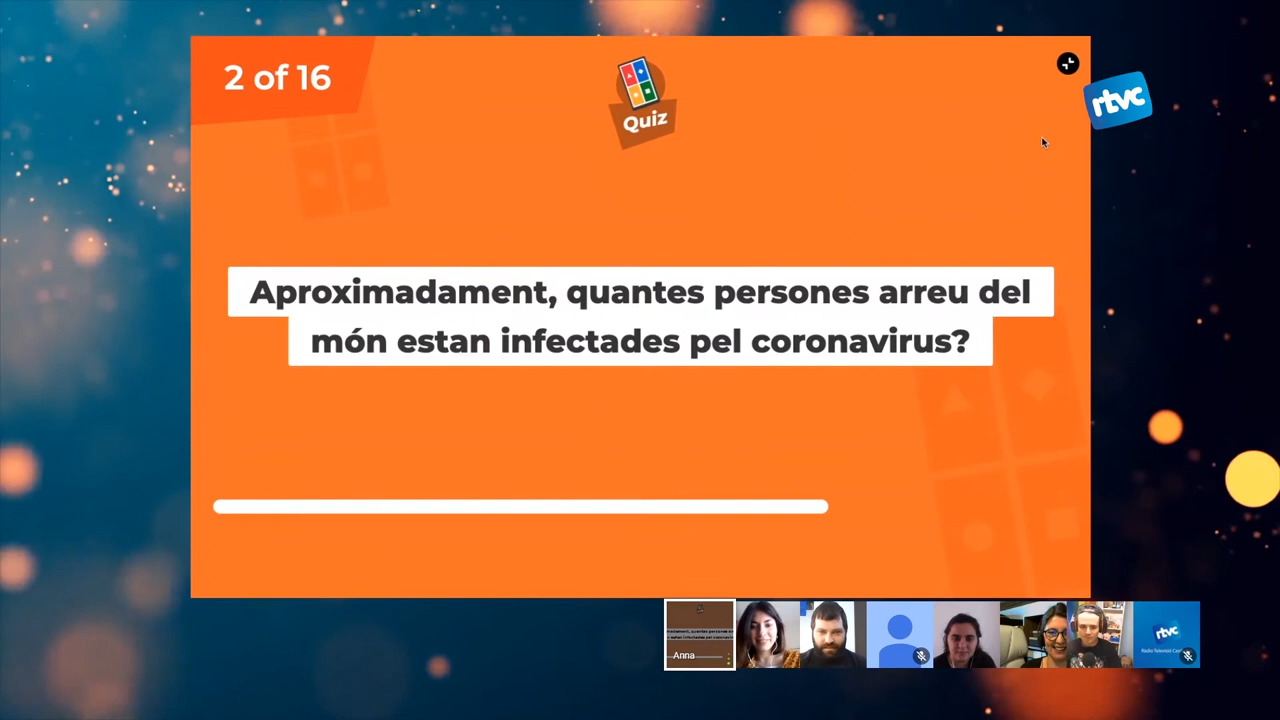 2 of 16
Quiz
rtvc
Aproximadament, quantes persones arreu del
món estan infectades pel coronavirus?
Anna
rtvc